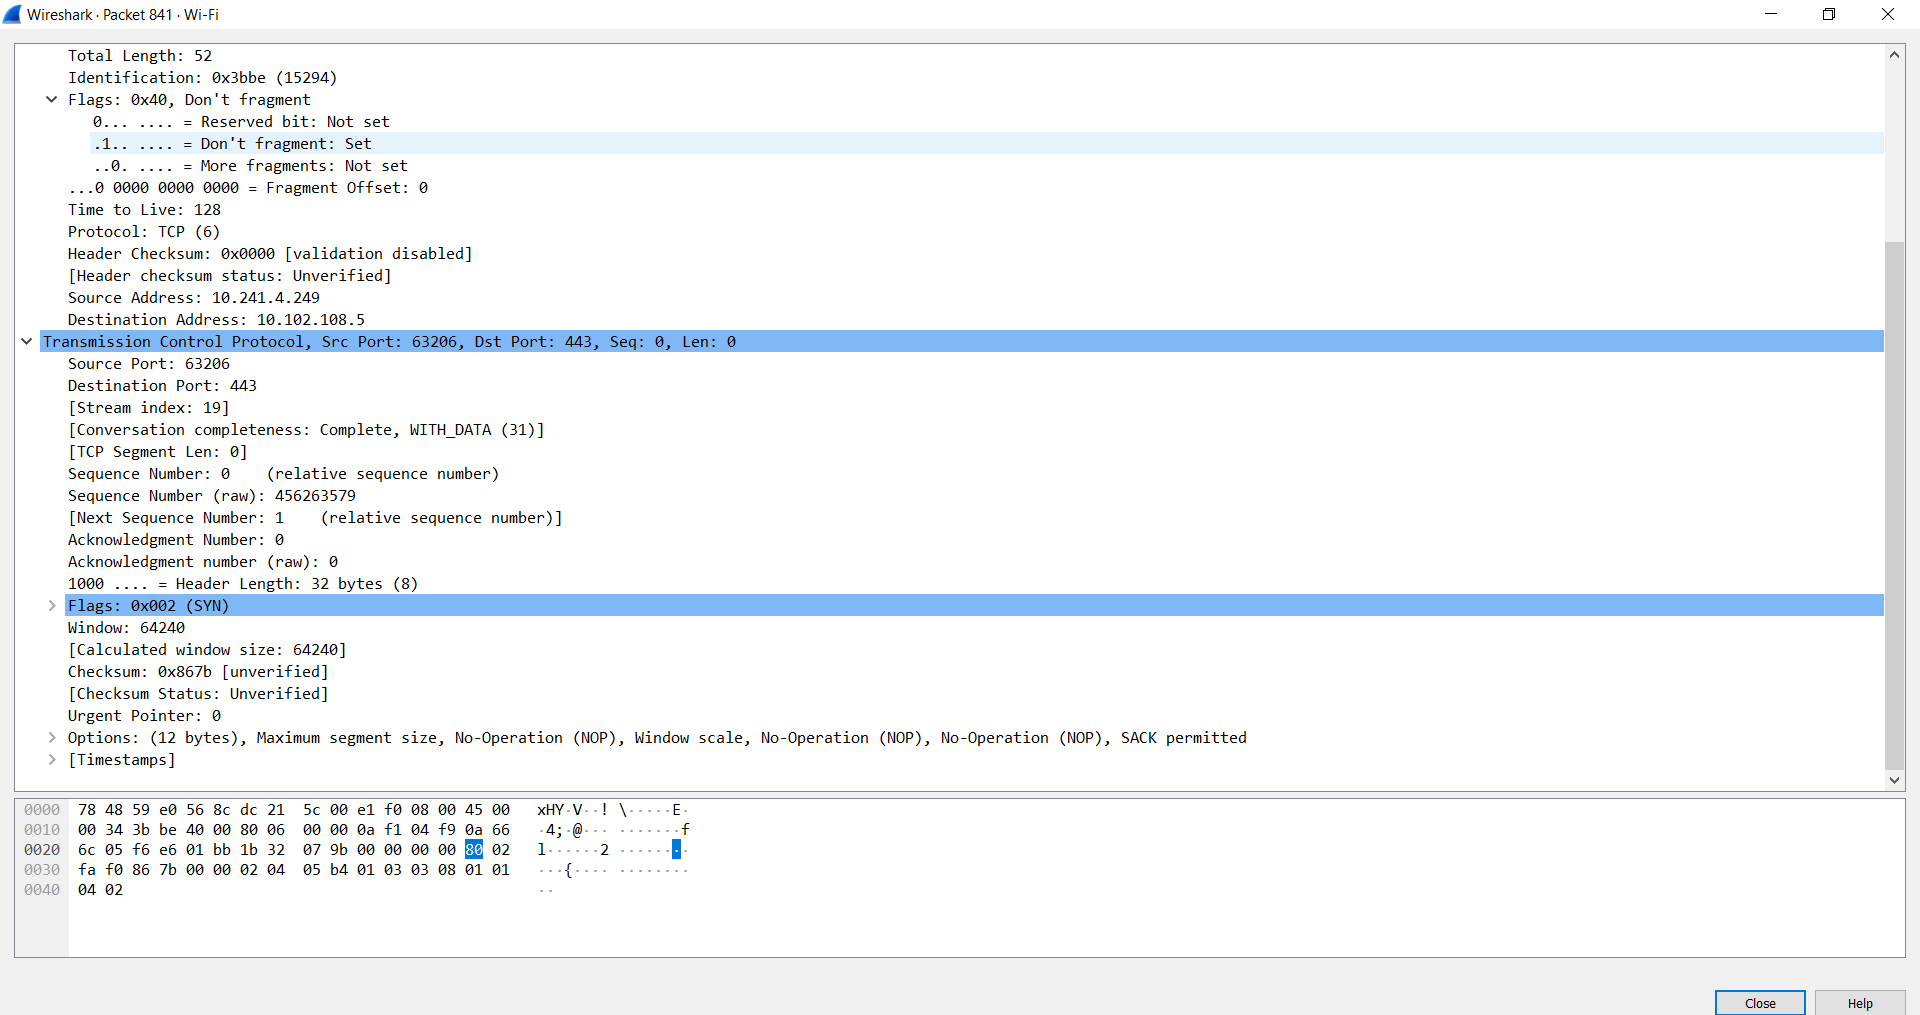 Wireshark · Packet 841 · Wi-Fi
Total Length: 52
Identification: 0x3bbe (15294)
Flags: 0x40, Don't fragment
0... .... = Reserved bit: Not set
.1.. .... = Don't fragment: Set
..0. .... = More fragments: Not set
...0 0000 0000 0000 = Fragment Offset: 0
Time to Live: 128
Protocol: TCP (6)
Header Checksum: 0x0000 [validation disabled]
[Header checksum status: Unverified]
Source Address: 10.241.4.249
Destination Address: 10.102.108.5
Transmission Control Protocol, Src Port: 63206, Dst Port: 443, Seq: 0, Len: 0
Source Port: 63206
Destination Port: 443
[Stream index: 19]
[Conversation completeness: Complete, WITH_DATA (31)]
[TCP Segment Len: 0]
Sequence Number: 0    (relative sequence number)
Sequence Number (raw): 456263579
[Next Sequence Number: 1    (relative sequence number)]
Acknowledgment Number: 0
Acknowledgment number (raw): 0
1000 .... = Header Length: 32 bytes (8)
Flags: 0x002 (SYN)
Window: 64240
[Calculated window size: 64240]
Checksum: 0x867b [unverified]
[Checksum Status: Unverified]
Urgent Pointer: 0
Options: (12 bytes), Maximum segment size, No-Operation (NOP), Window scale, No-Operation (NOP), No-Operation (NOP), SACK permitted
[Timestamps]
0000 78 48 59 e0 56 8c dc 21 5c 00 e1 f0 08 00 45 00 xHY·V··! \·····E·
0010 00 34 3b be 40 00 80 06 00 00 0a f1 04 f9 0a 66 ·4;·@··· ·······f
0020 6c 05 f6 e6 01 bb 1b 32 07 9b 00 00 00 00 80 02 l······2 ········
0030 fa f0 86 7b 00 00 02 04 05 b4 01 03 03 08 01 01 ···{···· ········
0040 04 02 ··
Close Help